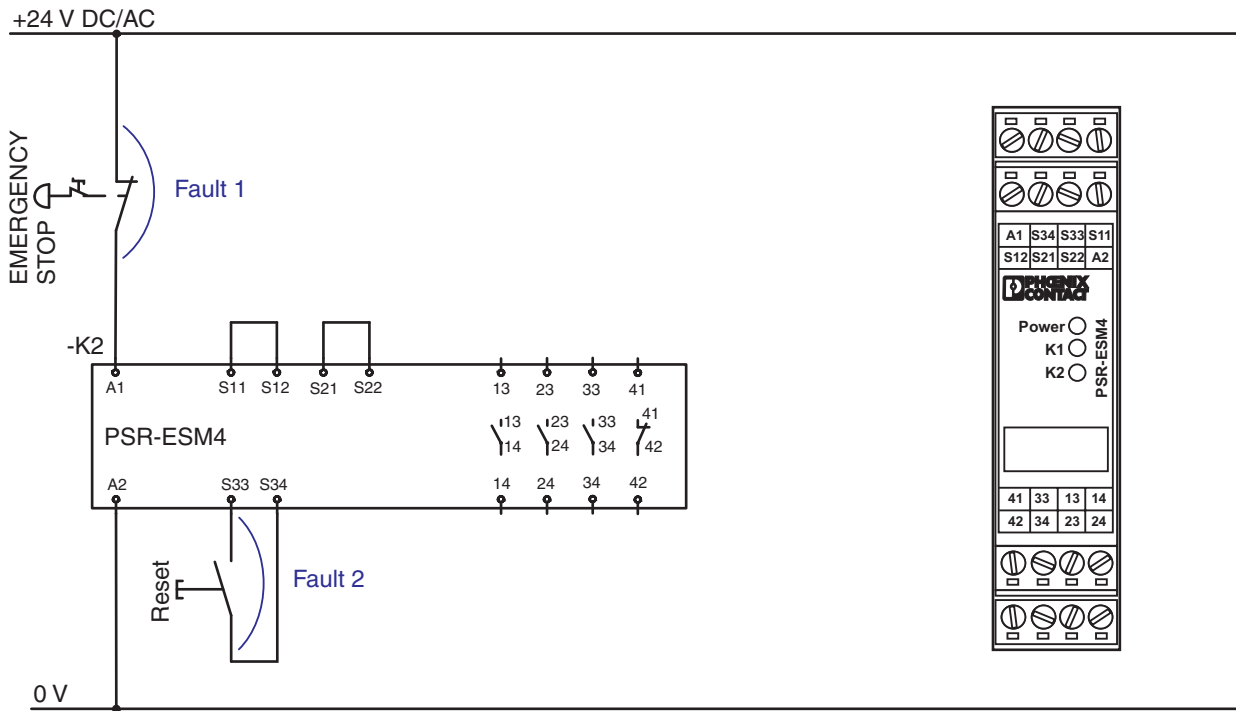 +24 V DC/AC
EMERGENCY
STOP
Fault 1
-K2
A1 S11 S12 S21 S22 13 23 33 41
PSR-ESM4
13 23 33 41
14 24 34 42
A2 S33 S34 14 24 34 42
Reset
Fault 2
0 V
A1 S34 S33 S11
S12 S21 S22 A2
PHŒNIX
CONTACT
Power
K1
K2
PSR-ESM4
41 33 13 14
42 34 23 24